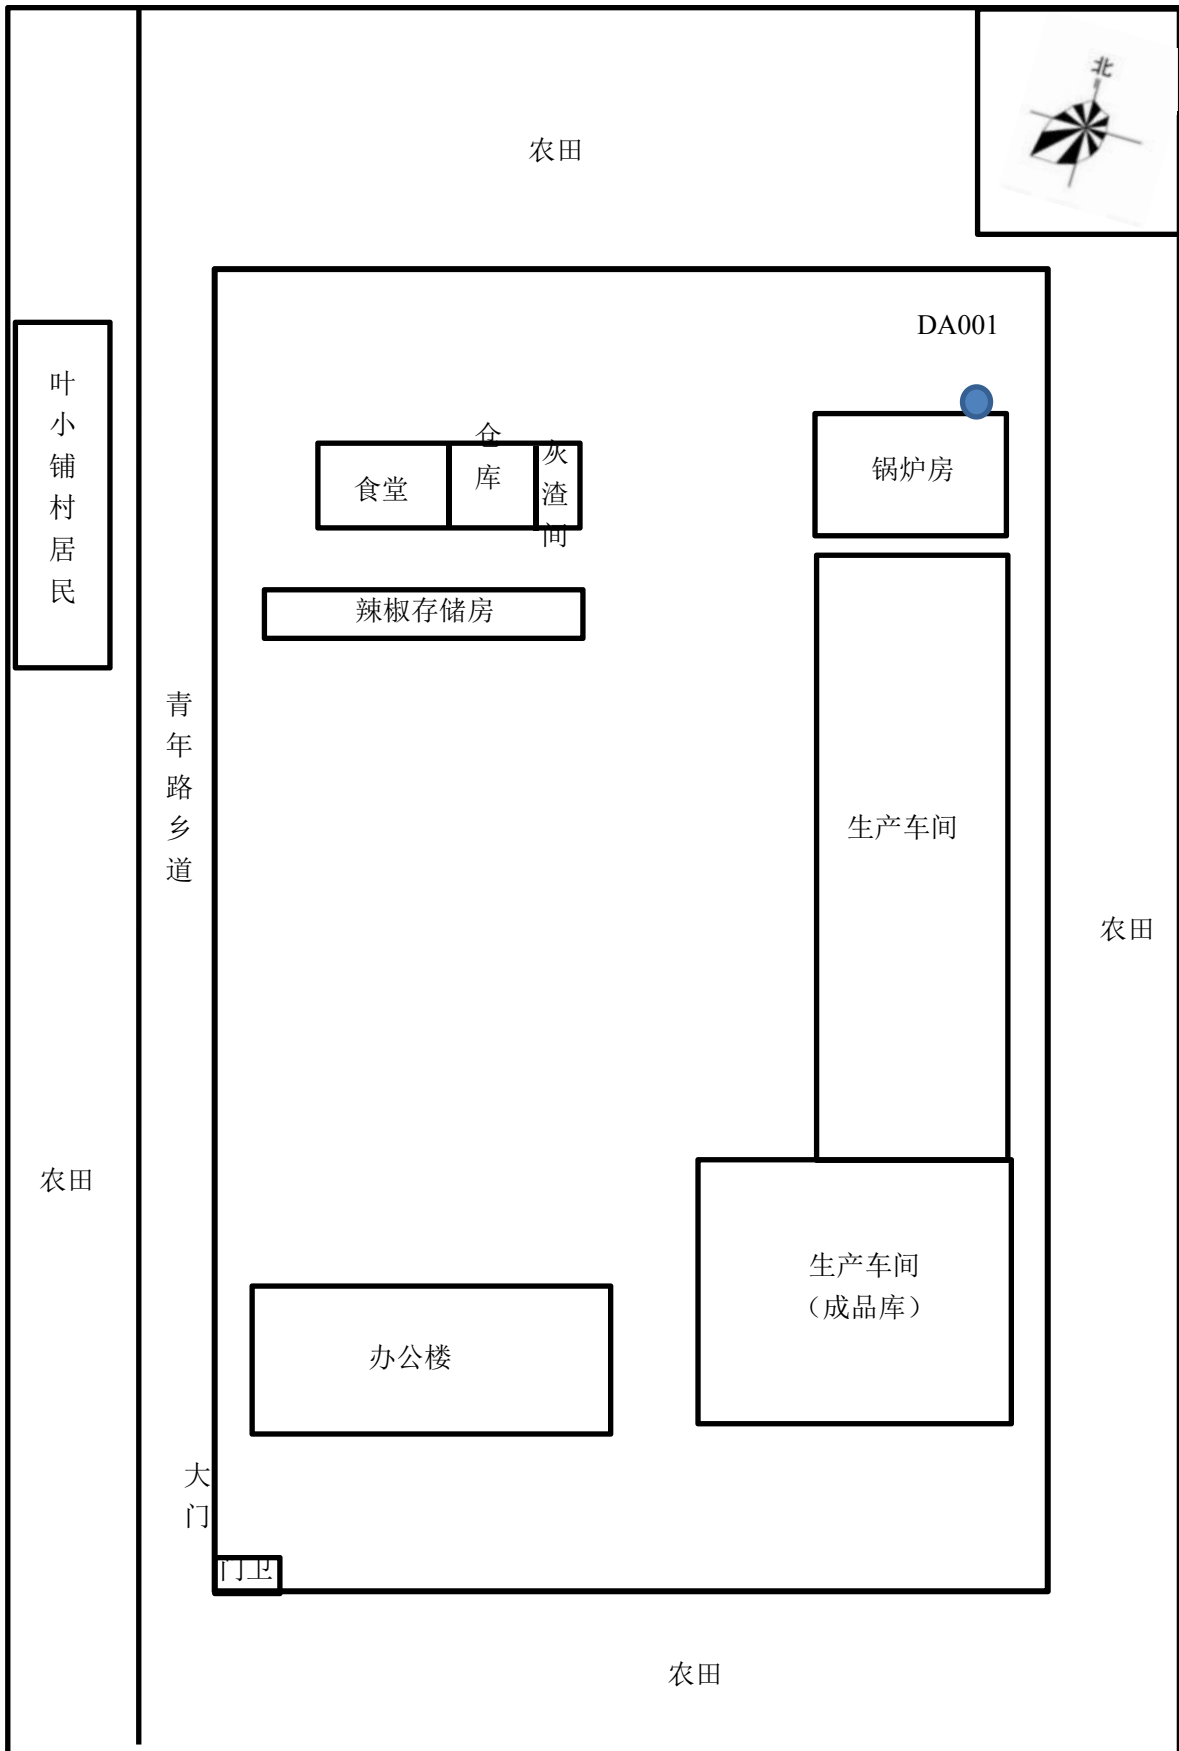 北
农田
DA001
叶小铺村居民
食堂
仓库
灰渣间
锅炉房
辣椒存储房
青年路乡道
生产车间
农田
农田
生产车间
（成品库）
办公楼
大门
门卫
农田